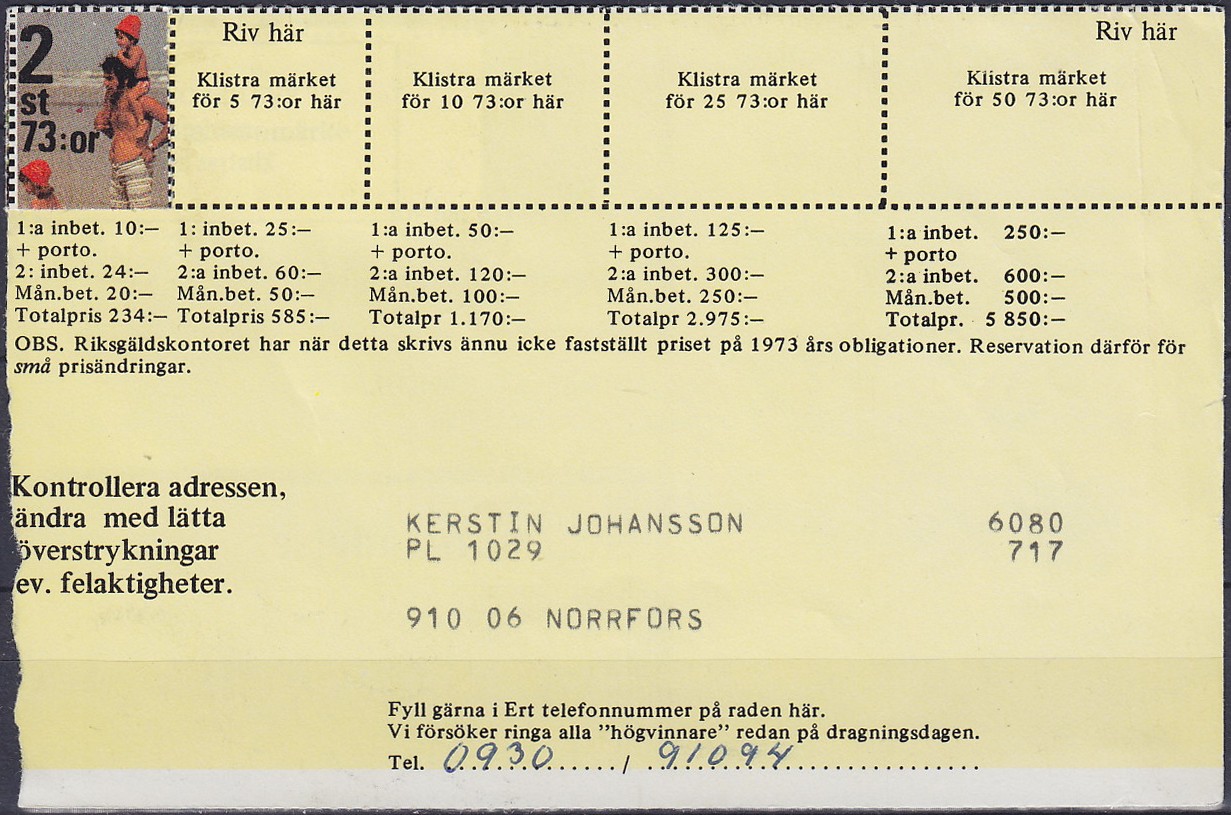 2
st
73:or
Riv här
Riv här
Klistra märket
för 5 73:or här
Klistra märket
för 10 73:or här
Klistra märket
för 25 73:or här
Klistra märket
för 50 73:or här
1:a inbet. 10:—
+ porto.
2: inbet. 24:—
Mån.bet. 20:—
Totalpris 234:—
1: inbet. 25:—
+ porto.
2:a inbet. 60:—
Mån.bet. 50:—
Totalpris 585:—
1:a inbet. 50:—
+ porto.
2:a inbet. 120:—
Mån.bet. 100:—
Totalpr 1.170:—
1:a inbet. 125:—
+ porto.
2:a inbet. 300:—
Mån.bet. 250:—
Totalpr 2.975:—
1:a inbet. 250:—
+ porto
2:a inbet. 600:—
Mån.bet. 500:—
Totalpr. 5 850:—
OBS. Riksgäldskontoret har när detta skrivs ännu icke fastställt priset på 1973 års obligationer. Reservation därför för
små prisändringar.
Kontrollera adressen,
ändra med lätta
överstrykningar
ev. felaktigheter.
KERSTIN JOHANSSON 6080
PL 1029 717
910 06 NORRFORS
Fyll gärna i Ert telefonnummer på raden här.
Vi försöker ringa alla "högvinnare" redan på dragningsdagen.
Tel. 0930 / 91094